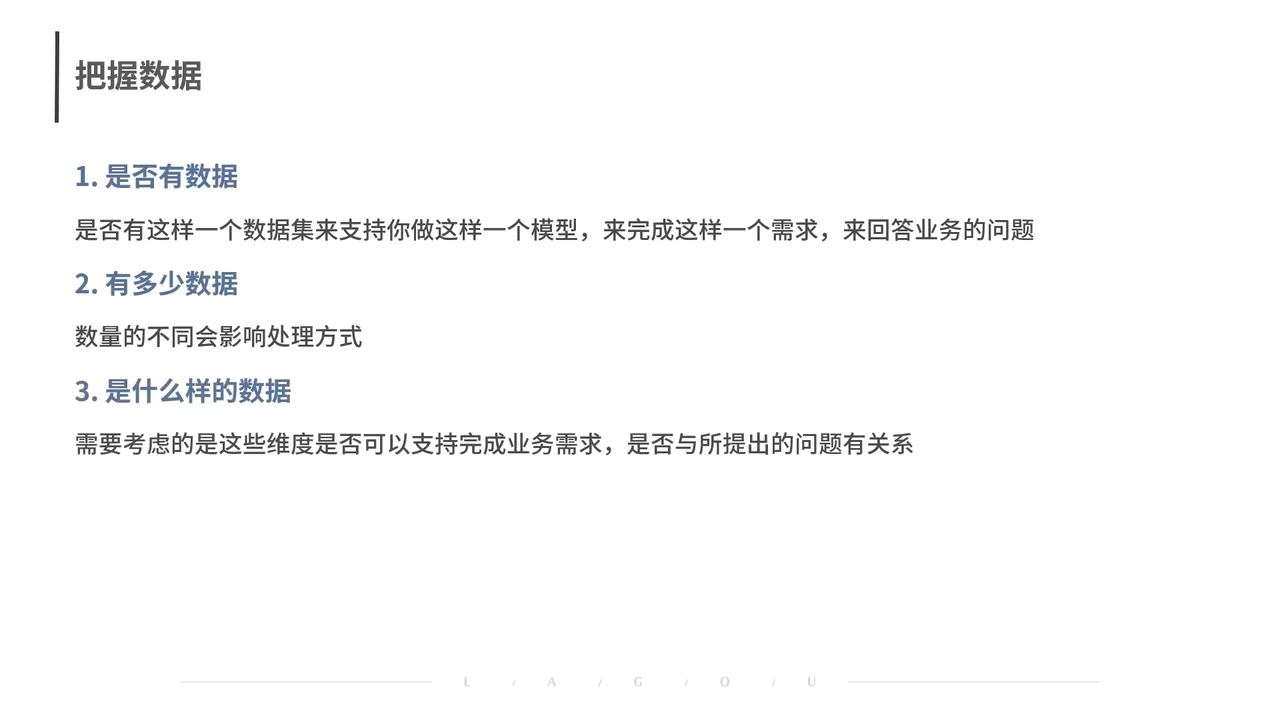 把握数据
1. 是否有数据
是否有这样一个数据集来支持你做这样一个模型，来完成这样一个需求，来回答业务的问题
2. 有多少数据
数量的不同会影响处理方式
3. 是什么样的数据
需要考虑的是这些维度是否可以支持完成业务需求，是否与所提出的问题有关系
L / A / G / O / U